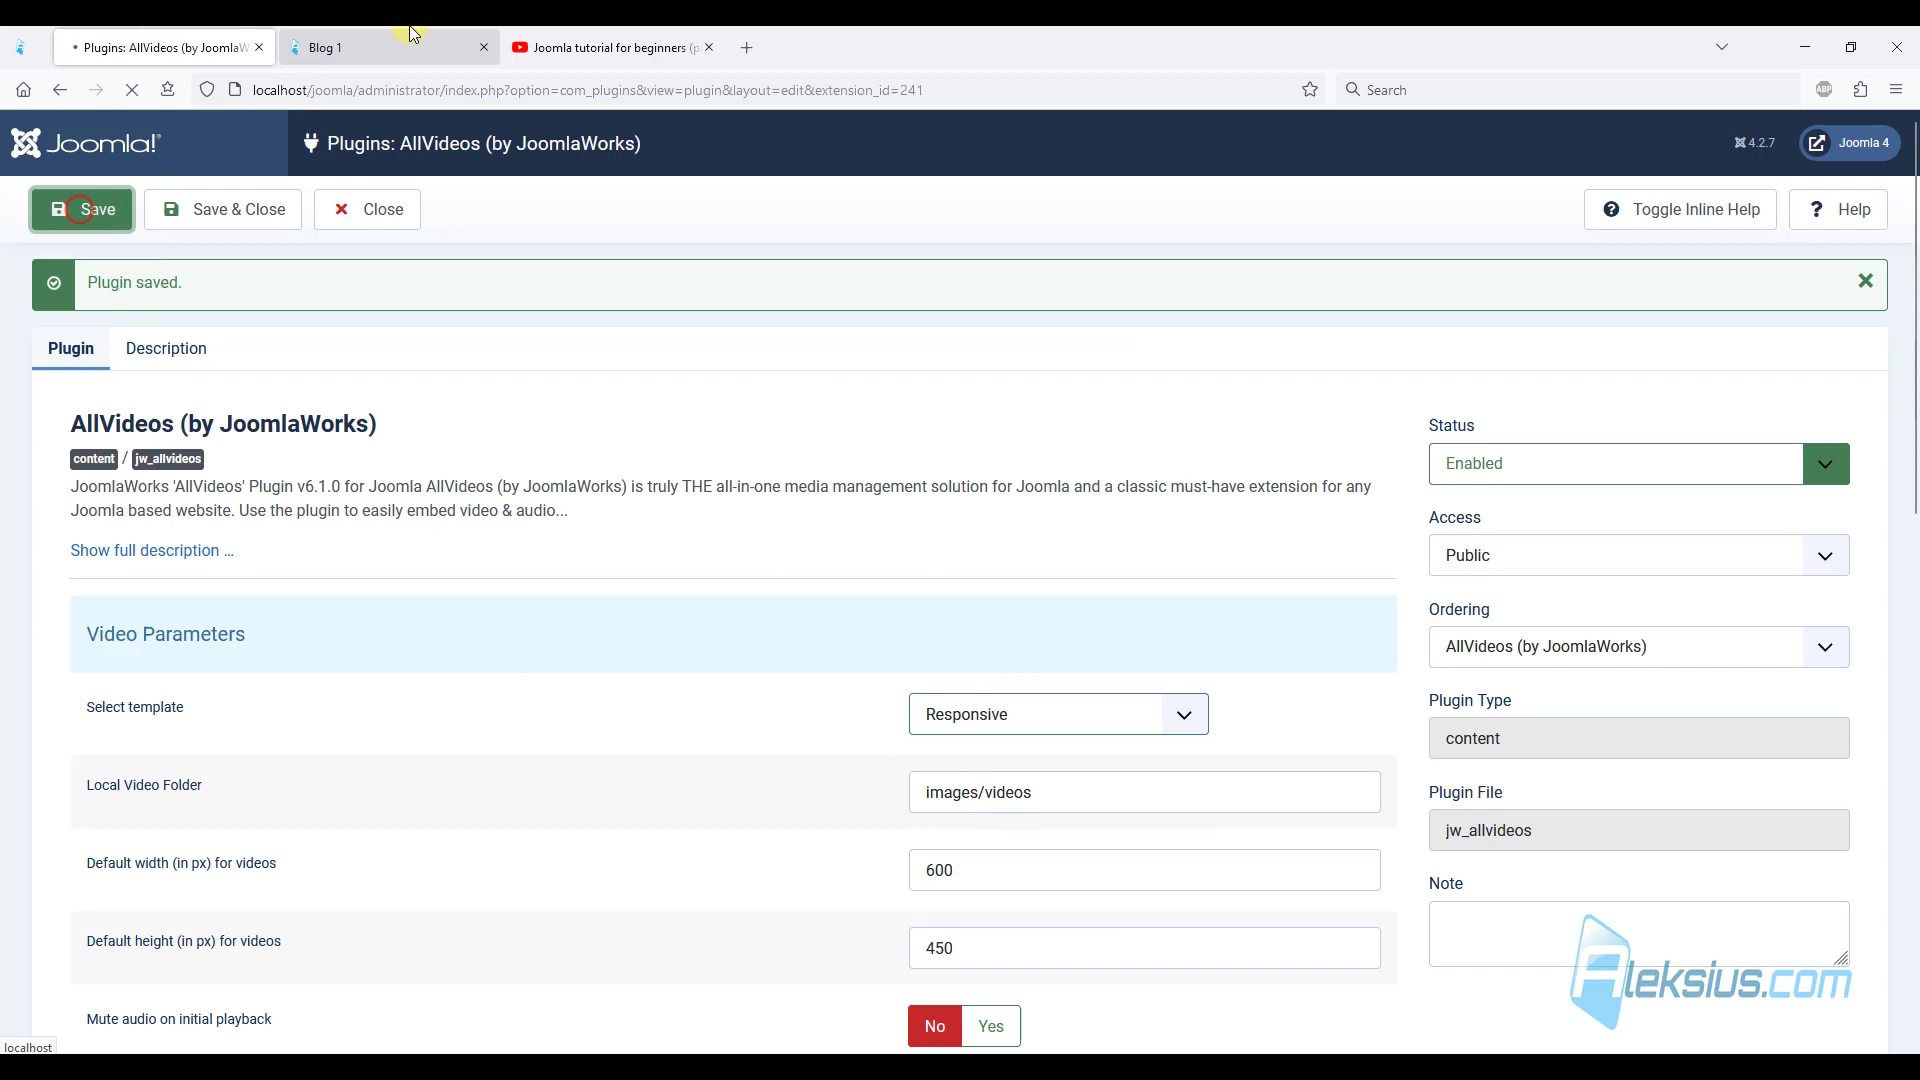 Plugins: AllVideos (by JoomlaW
Blog 1
Joomla tutorial for beginners (p
localhost/joomla/administrator/index.php?option=com_plugins&view=plugin&layout=edit&extension_id=241
Search
ABP
Joomla!
Plugins: AllVideos (by JoomlaWorks)
4.2.7
Joomla 4
Save
Save & Close
Close
Toggle Inline Help
? Help
Plugin saved.
Plugin
Description
AllVideos (by JoomlaWorks)
content / jw_allvideos
JoomlaWorks 'AllVideos' Plugin v6.1.0 for Joomla AllVideos (by JoomlaWorks) is truly THE all-in-one media management solution for Joomla and a classic must-have extension for any
Joomla based website. Use the plugin to easily embed video & audio...
Show full description ...
Video Parameters
Select template
Responsive
Local Video Folder
images/videos
Default width (in px) for videos
600
Default height (in px) for videos
450
Mute audio on initial playback
No
Yes
Status
Enabled
Access
Public
Ordering
AllVideos (by JoomlaWorks)
Plugin Type
content
Plugin File
jw_allvideos
Note
Aleksius.com
localhost